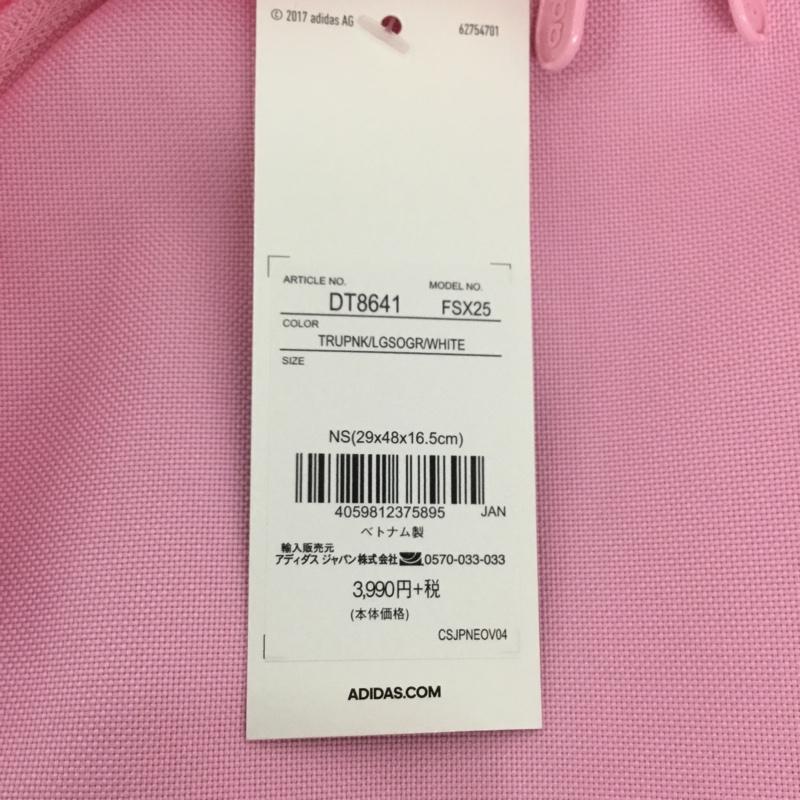 © 2017 adidas AG
62754701
ARTICLE NO. MODEL NO.
DT8641 FSX25
COLOR
TRUPNK/LGSOGR/WHITE
SIZE
NS(29x48x16.5cm)
4059812375895 JAN
ベトナム製
輸入販売元
アディダス ジャパン株式会社 0570-033-033
3,990円+税
(本体価格)
CSJPNEOV04
ADIDAS.COM